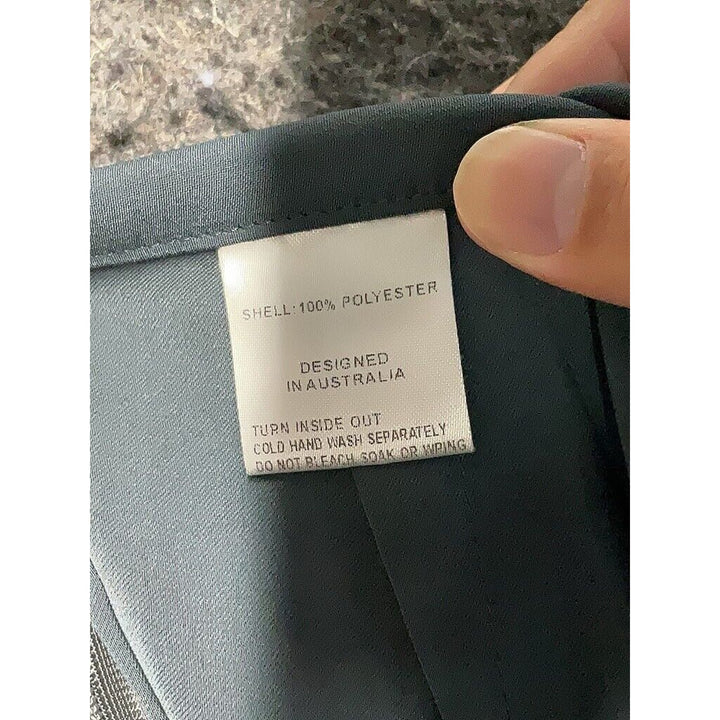 SHELL: 100% POLYESTER
DESIGNED
IN AUSTRALIA
TURN INSIDE OUT
COLD HAND WASH SEPARATELY
DO NOT BLEACH, SOAK OR WRING